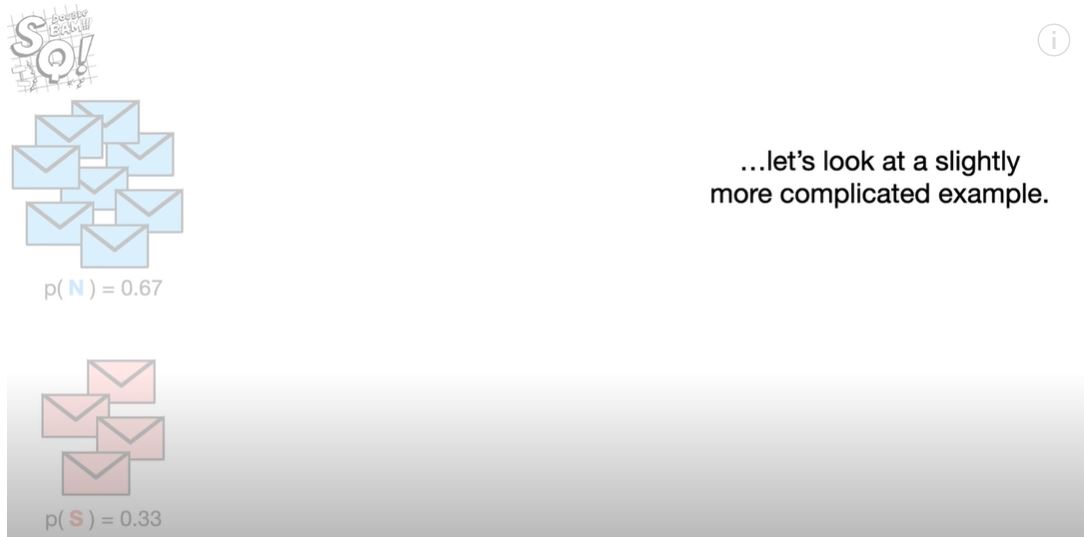 S
DOUBLE
BAM!!!
Q!
i
...let's look at a slightly
more complicated example.
p( N ) = 0.67
p( S ) = 0.33